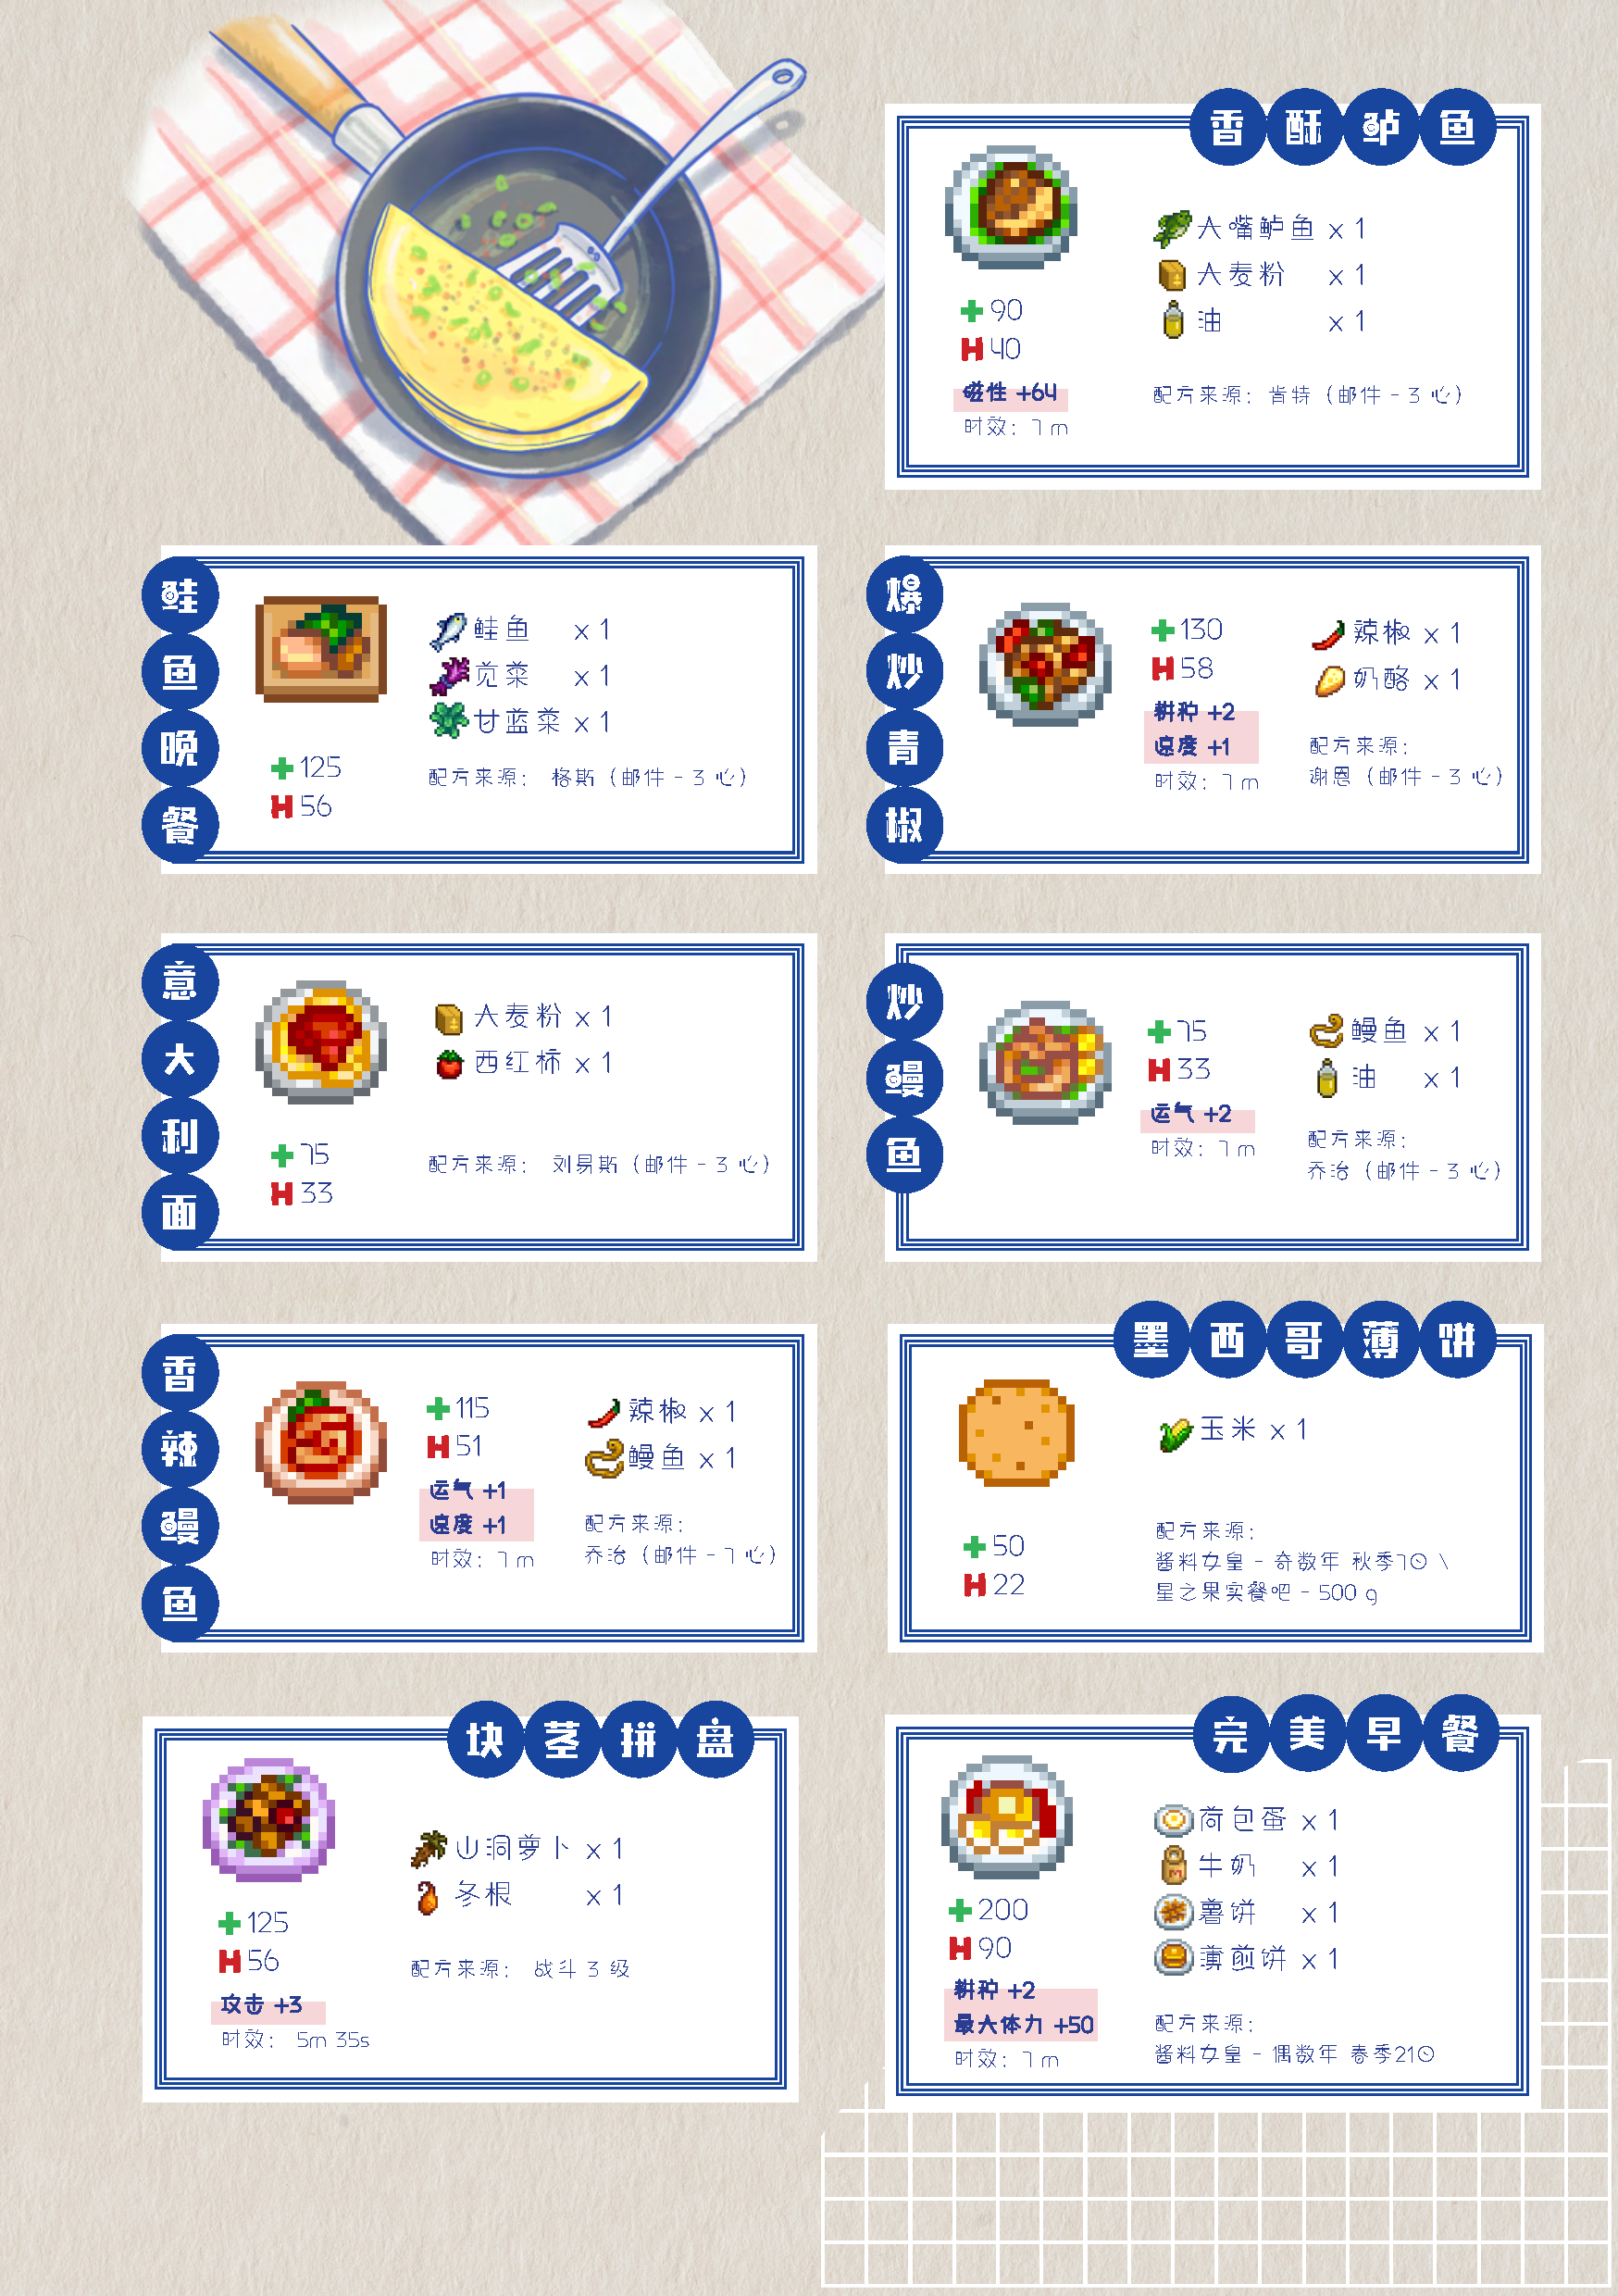 香酥鲈鱼
大嘴鲈鱼 x 1
大麦粉 x 1
油 x 1
90
40
磁性 +64
时效: 7 m
配方来源: 肯特 (邮件 - 3 心)
鲑鱼晚餐
鲑鱼 x 1
苋菜 x 1
甘蓝菜 x 1
125
56
配方来源: 格斯 (邮件 - 3 心)
爆炒青椒
130
58
耕种 +2
速度 +1
时效: 7 m
辣椒 x 1
奶酪 x 1
配方来源:
谢恩 (邮件 - 3 心)
意大利面
大麦粉 x 1
西红柿 x 1
75
33
配方来源: 刘易斯 (邮件 - 3 心)
炒鳗鱼
75
33
运气 +2
时效: 7 m
鳗鱼 x 1
油 x 1
配方来源:
乔治 (邮件 - 3 心)
香辣鳗鱼
115
51
运气 +1
速度 +1
时效: 7 m
辣椒 x 1
鳗鱼 x 1
配方来源:
乔治 (邮件 - 7 心)
墨西哥薄饼
玉米 x 1
50
22
配方来源:
酱料女皇 - 奇数年 秋季7日 \
星之果实餐吧 - 500 g
块茎拼盘
山洞萝卜 x 1
冬根 x 1
125
56
攻击 +3
时效: 5m 35s
配方来源: 战斗 3 级
完美早餐
荷包蛋 x 1
牛奶 x 1
薯饼 x 1
薄煎饼 x 1
200
90
耕种 +2
最大体力 +50
时效: 7 m
配方来源:
酱料女皇 - 偶数年 春季21日